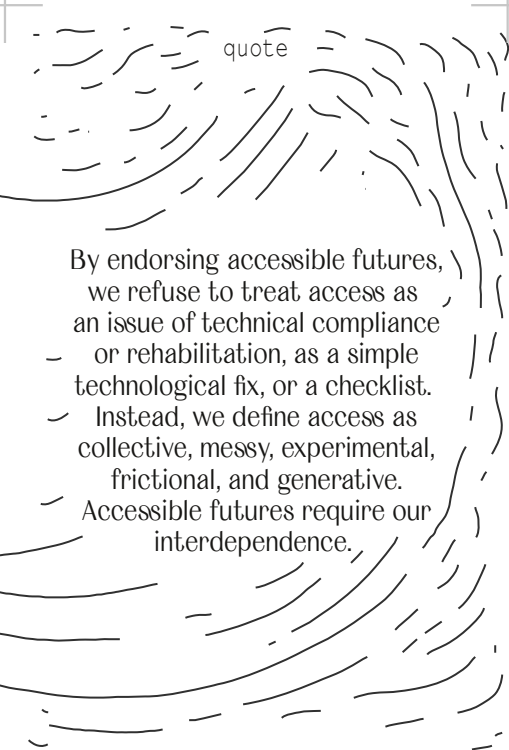 quote
By endorsing accessible futures,
we refuse to treat access as
an issue of technical compliance
or rehabilitation, as a simple
technological fix, or a checklist.
Instead, we define access as
collective, messy, experimental,
frictional, and generative.
Accessible futures require our
interdependence.